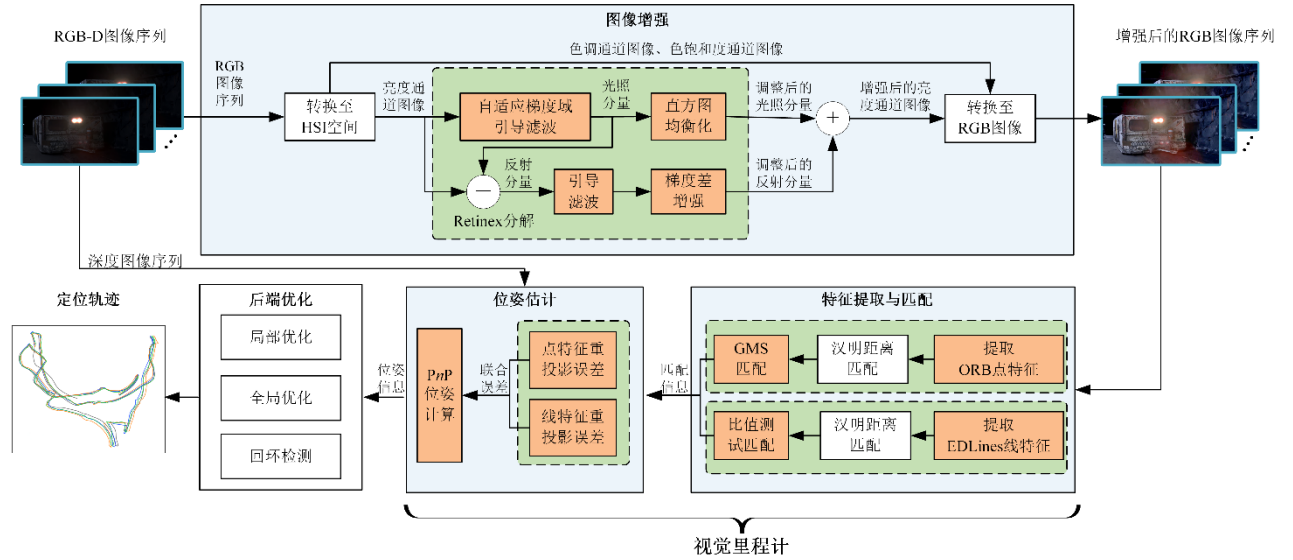 图像增强
RGB-D图像序列
增强后的RGB图像序列
色调通道图像、色饱和度通道图像
RGB
图像
序列
转换至
HSI空间
亮度通
道图像
自适应梯度域
引导滤波
光照
分量
直方图
均衡化
调整后的
光照分量
+
增强后的亮
度通道图像
转换至
RGB图像
—
反射
分量
引导
滤波
梯度差
增强
调整后的
反射分量
Retinex分解
深度图像序列
定位轨迹
后端优化
局部优化
全局优化
回环检测
位姿
信息
位姿估计
PnP
位姿
计算
联合
误差
点特征重
投影误差
线特征重
投影误差
匹配
信息
特征提取与匹配
GMS
匹配
汉明距离
匹配
提取
ORB点特征
比值测
试匹配
汉明距离
匹配
提取
EDLines线特征
视觉里程计